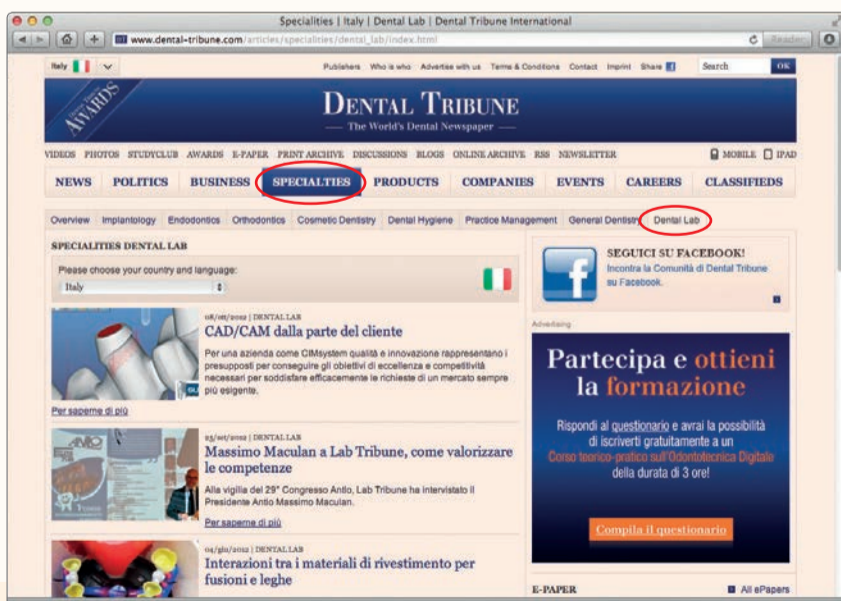 Specialities | Italy | Dental Lab | Dental Tribune International
www.dental-tribune.com/articles/specialities/dental_lab/index.html
Reader
Italy
Publishers Who is who Advertise with us Terms & Conditions Contact Imprint Share Search OK
AWARDS
DENTAL TRIBUNE
The World's Dental Newspaper
VIDEOS PHOTOS STUDYCLUB AWARDS E-PAPER PRINT ARCHIVE DISCUSSIONS BLOGS ONLINE ARCHIVE RSS NEWSLETTER MOBILE IPAD
NEWS POLITICS BUSINESS SPECIALTIES PRODUCTS COMPANIES EVENTS CAREERS CLASSIFIEDS
Overview Implantology Endodontics Orthodontics Cosmetic Dentistry Dental Hygiene Practice Management General Dentistry Dental Lab
SPECIALITIES DENTAL LAB
Please choose your country and language:
Italy
08/ott/2012 | DENTAL LAB
CAD/CAM dalla parte del cliente
Per una azienda come CIMsystem qualità e innovazione rappresentano i
presupposti per conseguire gli obiettivi di eccellenza e competitività
necessari per soddisfare efficacemente le richieste di un mercato sempre
più esigente.
Per saperne di più
25/set/2012 | DENTAL LAB
Massimo Maculan a Lab Tribune, come valorizzare
le competenze
Alla vigilia del 29° Congresso Antlo, Lab Tribune ha intervistato il
Presidente Antlo Massimo Maculan.
Per saperne di più
04/giu/2012 | DENTAL LAB
Interazioni tra i materiali di rivestimento per
fusioni e leghe
SEGUICI SU FACEBOOK!
Incontra la Comunità di Dental Tribune
su Facebook.
Advertising
Partecipa e ottieni
la formazione
Rispondi al questionario e avrai la possibilità
di iscriverti gratuitamente a un
Corso teorico-pratico sull'Odontotecnica Digitale
della durata di 3 ore!
Compila il questionario
E-PAPER
All ePapers